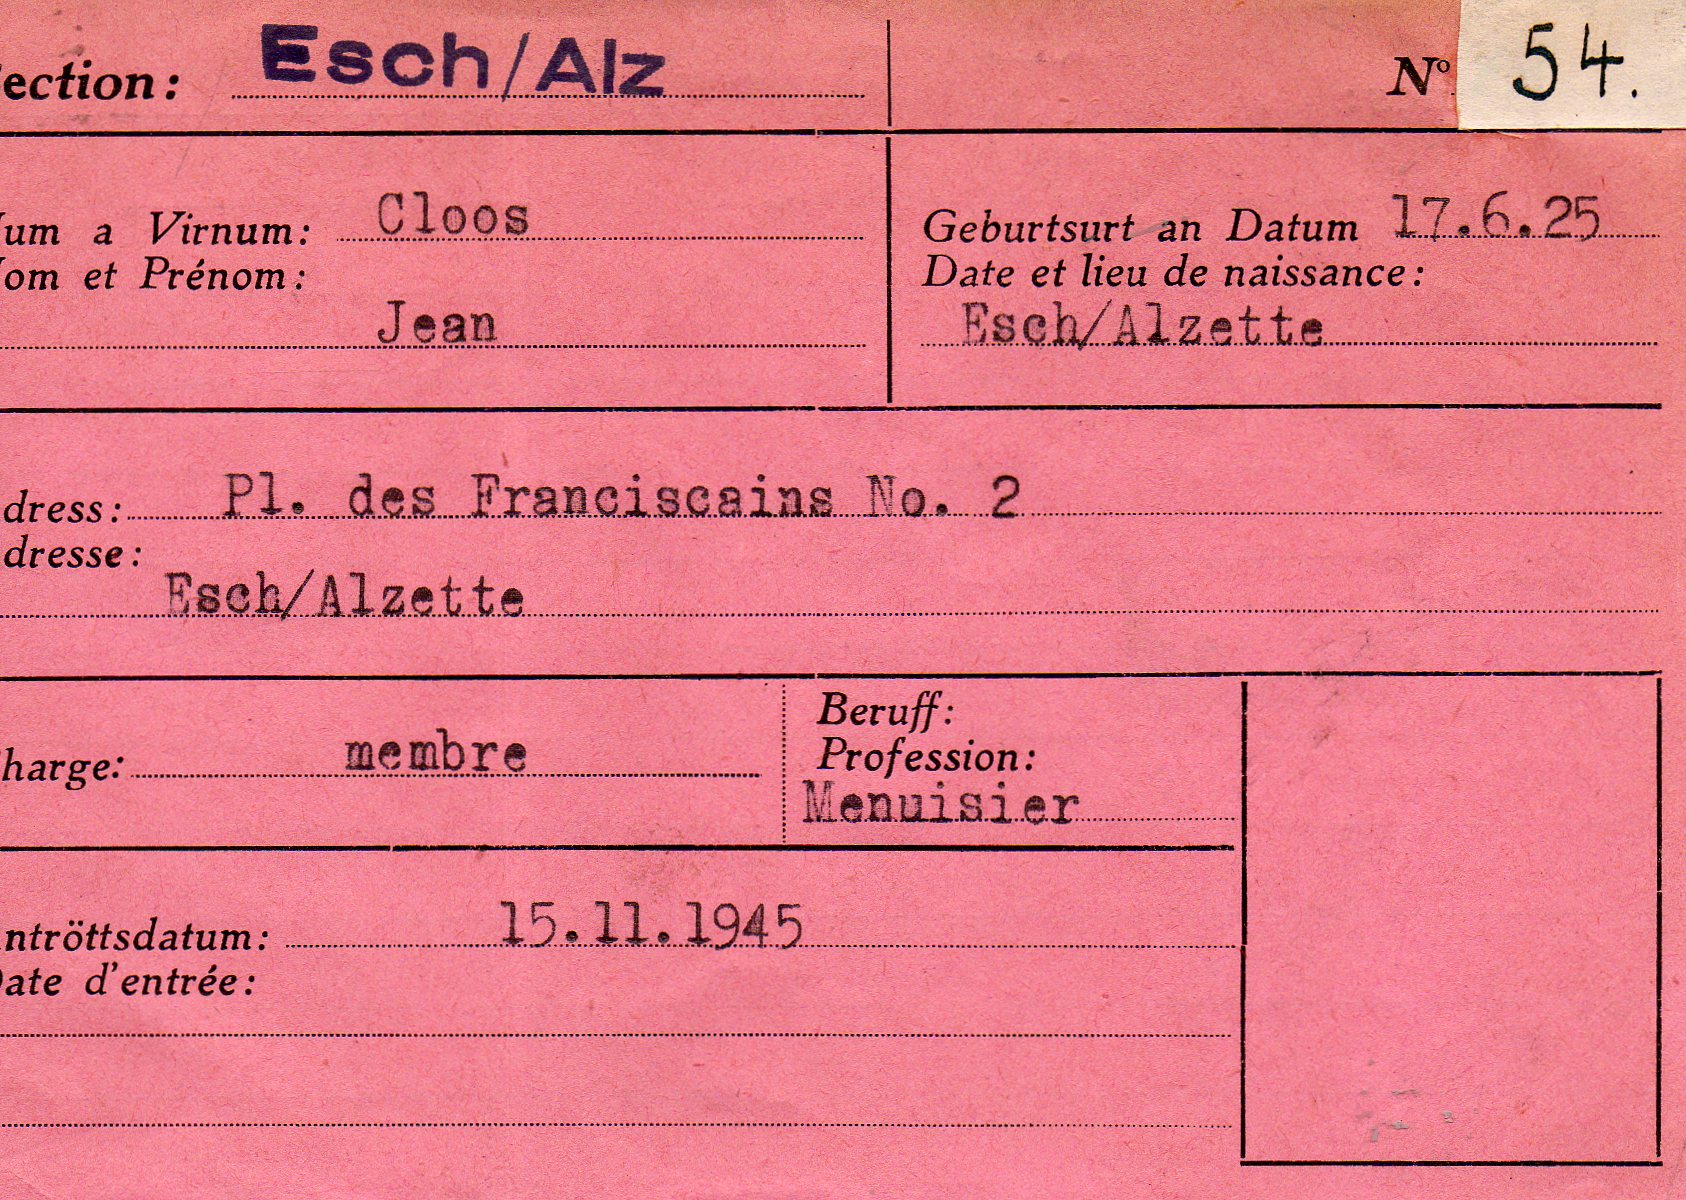 ection: Esch/Alz
Nº 54.
um a Virnum: Cloos
om et Prénom:
Jean
Geburtsurt an Datum 17.6.25
Date et lieu de naissance:
Esch/Alzette
dress: Pl. des Franciscains No. 2
dresse:
Esch/Alzette
harge: membre
Beruff:
Profession:
Menuisier
ntröttsdatum: 15.11.1945
ate d'entrée: